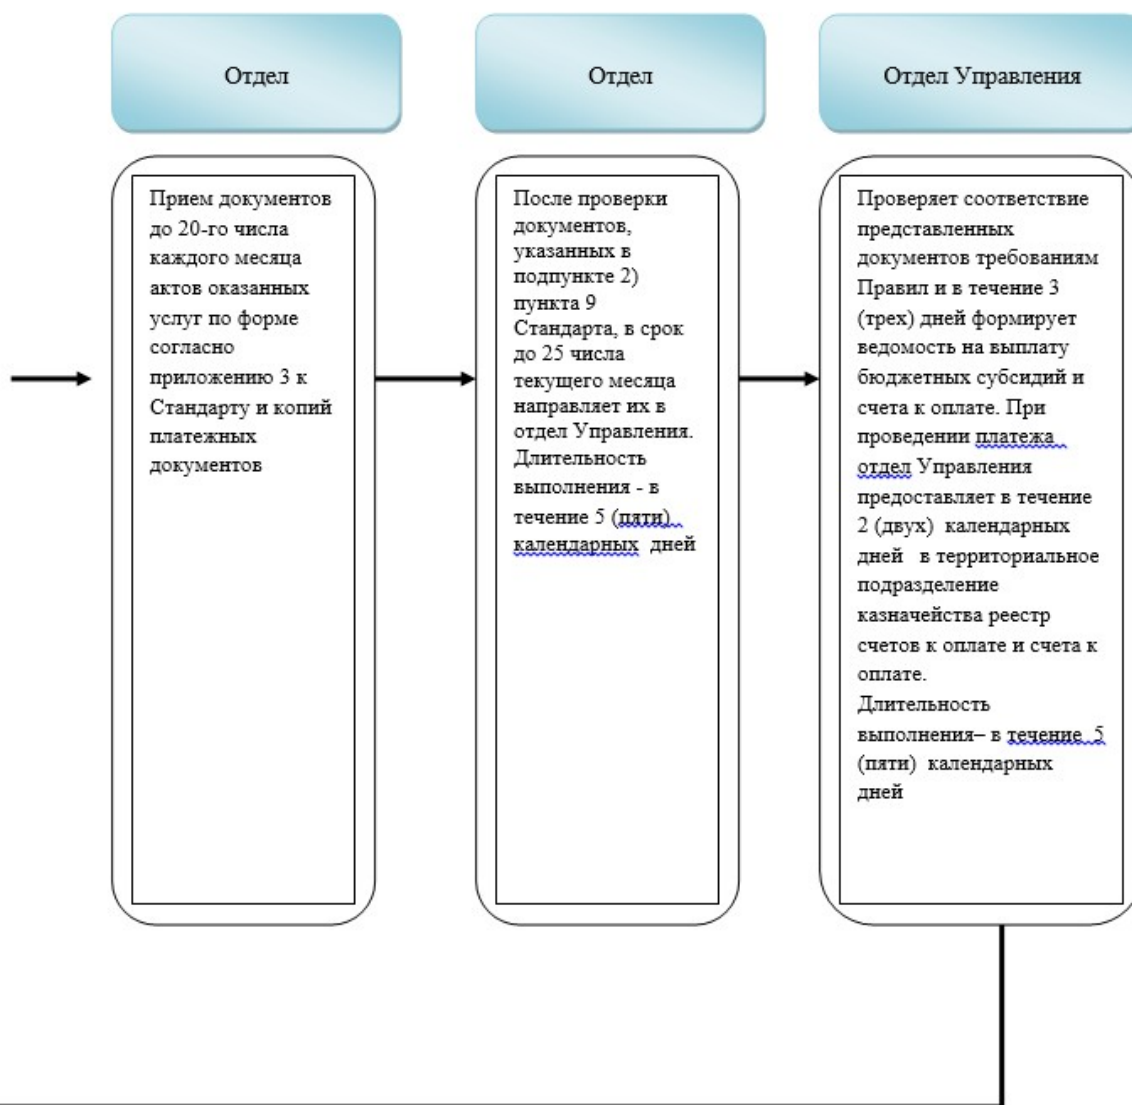 Отдел
Отдел
Отдел Управления
Прием документов
до 20-го числа
каждого месяца
актов оказанных
услуг по форме
согласно
приложению 3 к
Стандарту и копий
платежных
документов
После проверки
документов,
указанных в
подпункте 2)
пункта 9
Стандарта, в срок
до 25 числа
текущего месяца
направляет их в
отдел Управления.
Длительность
выполнения - в
течение 5 (пяти)
календарных дней
Проверяет соответствие
представленных
документов требованиям
Правил и в течение 3
(трех) дней формирует
ведомость на выплату
бюджетных субсидий и
счета к оплате. При
проведении платежа
отдел Управления
предоставляет в течение
2 (двух) календарных
дней в территориальное
подразделение
казначейства реестр
счетов к оплате и счета к
оплате.
Длительность
выполнения– в течение 5
(пяти) календарных
дней